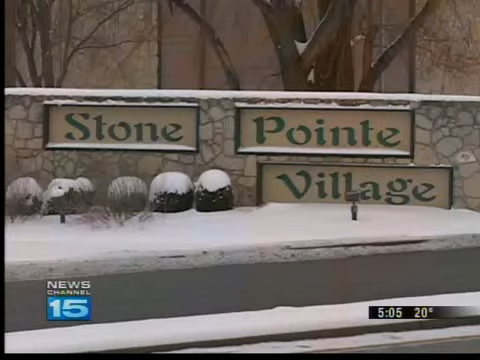 Stone Pointe
Village
NEWS
CHANNEL
15
5:05 20°